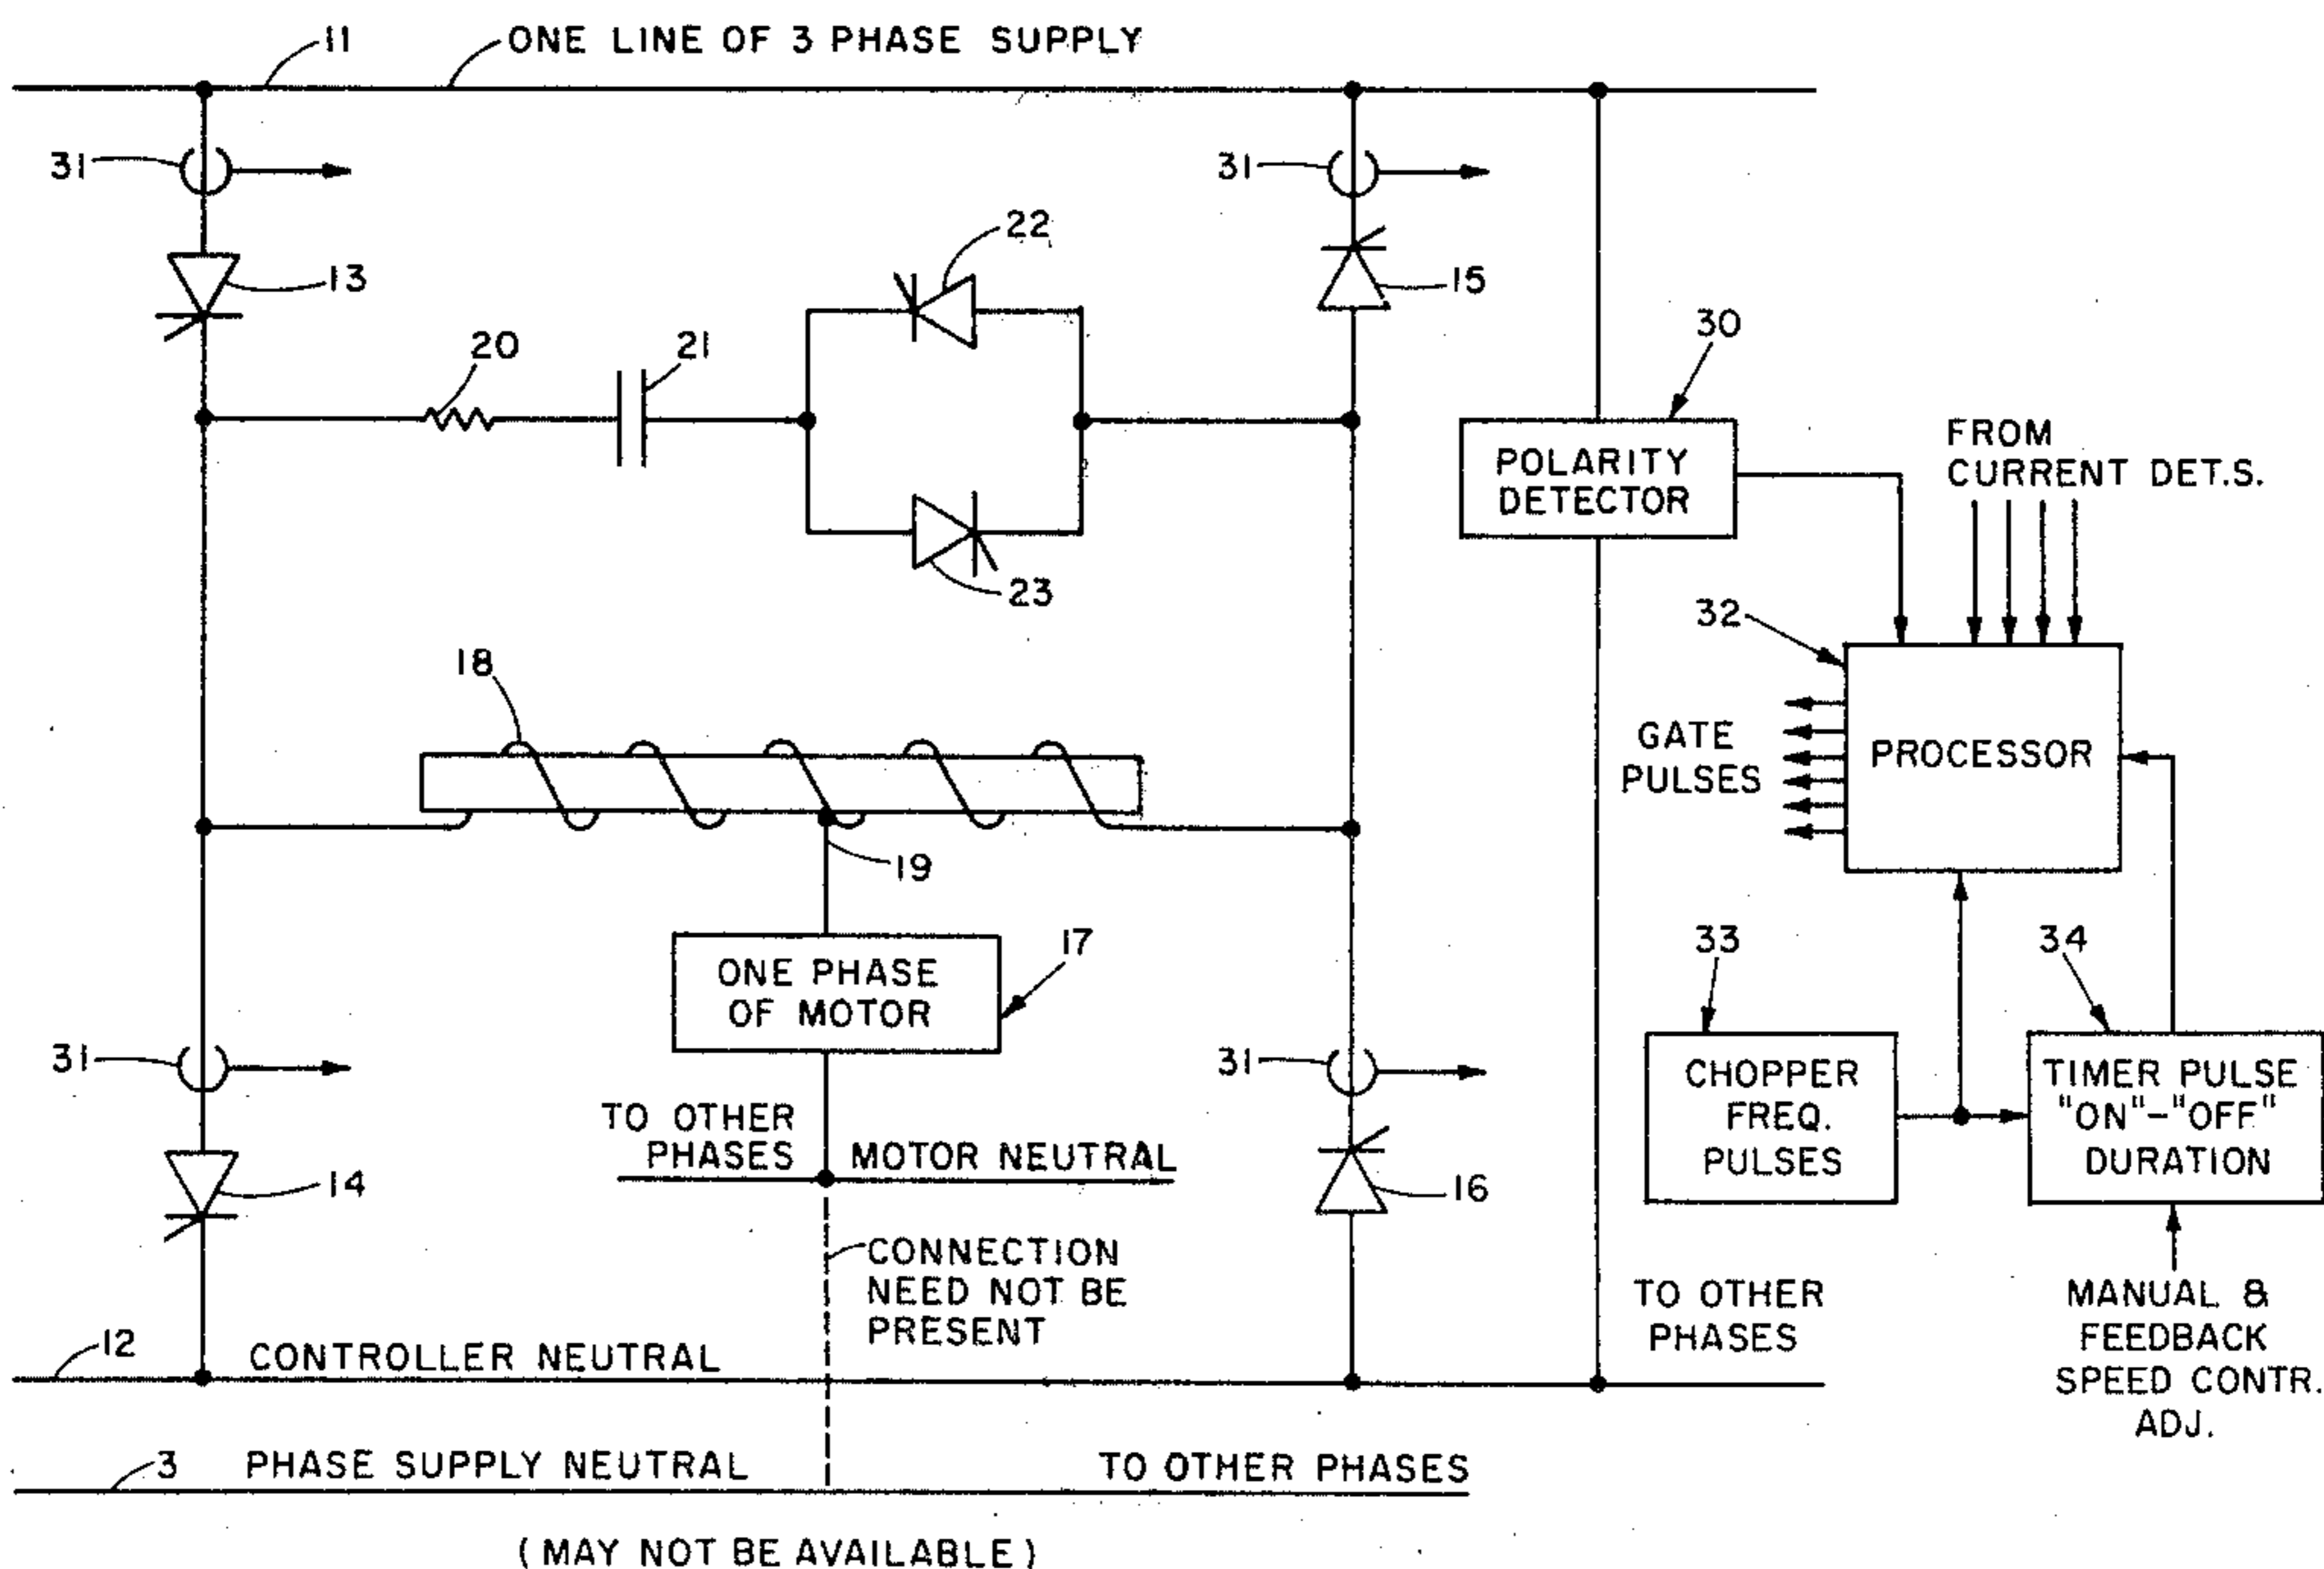 11
ONE LINE OF 3 PHASE SUPPLY
31
31
22
13
15
20
21
30
FROM
CURRENT DET.S.
POLARITY
DETECTOR
23
32
18
GATE
PULSES
PROCESSOR
19
17
ONE PHASE
OF MOTOR
33
34
31
31
CHOPPER
FREQ.
PULSES
TIMER PULSE
"ON"-"OFF"
DURATION
TO OTHER
PHASES
MOTOR NEUTRAL
14
16
CONNECTION
NEED NOT BE
PRESENT
TO OTHER
PHASES
MANUAL &
FEEDBACK
SPEED CONTR.
ADJ.
12
CONTROLLER NEUTRAL
3 PHASE SUPPLY NEUTRAL
TO OTHER PHASES
(MAY NOT BE AVAILABLE)